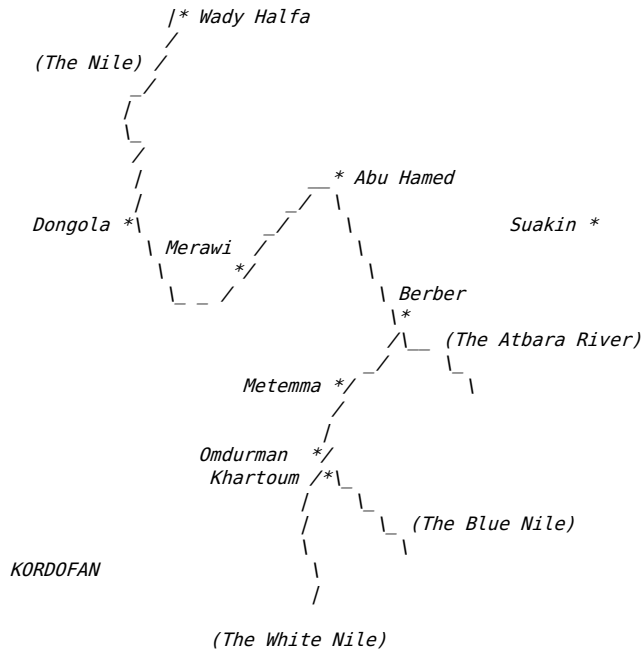 Wady Halfa
(The Nile)
Abu Hamed
Dongola
Suakin
Merawi
Berber
(The Atbara River)
Metemma
Omdurman
Khartoum
(The Blue Nile)
KORDOFAN
(The White Nile)